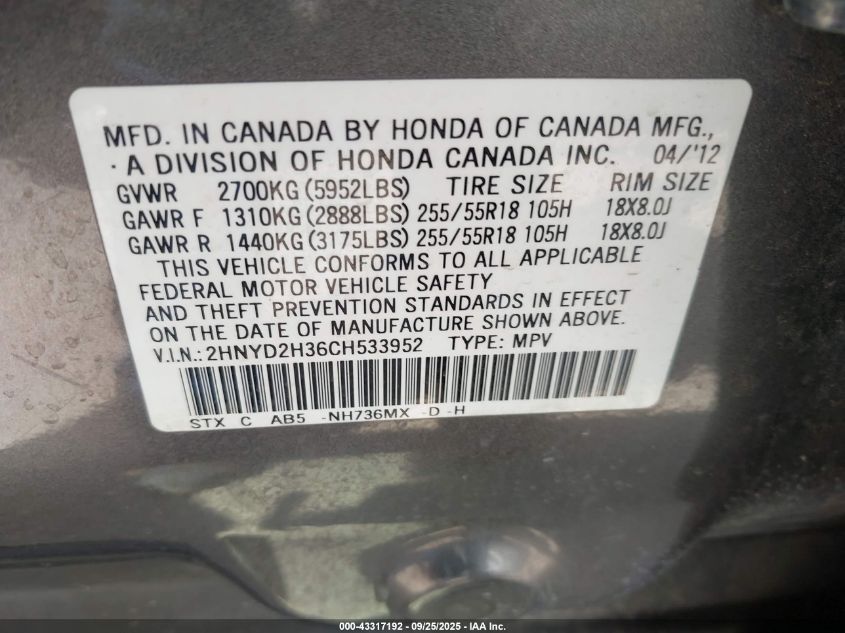 MFD. IN CANADA BY HONDA OF CANADA MFG.,
· A DIVISION OF HONDA CANADA INC. 04/'12
GVWR 2700KG (5952LBS) TIRE SIZE RIM SIZE
GAWR F 1310KG (2888LBS) 255/55R18 105H 18X8.0J
GAWR R 1440KG (3175LBS) 255/55R18 105H 18X8.0J
THIS VEHICLE CONFORMS TO ALL APPLICABLE
FEDERAL MOTOR VEHICLE SAFETY
AND THEFT PREVENTION STANDARDS IN EFFECT
ON THE DATE OF MANUFACTURE SHOWN ABOVE.
V.I.N.: 2HNYD2H36CH533952 TYPE: MPV
STX C AB5 -NH736MX -D -H
000-43317192 - 09/25/2025 - IAA Inc.